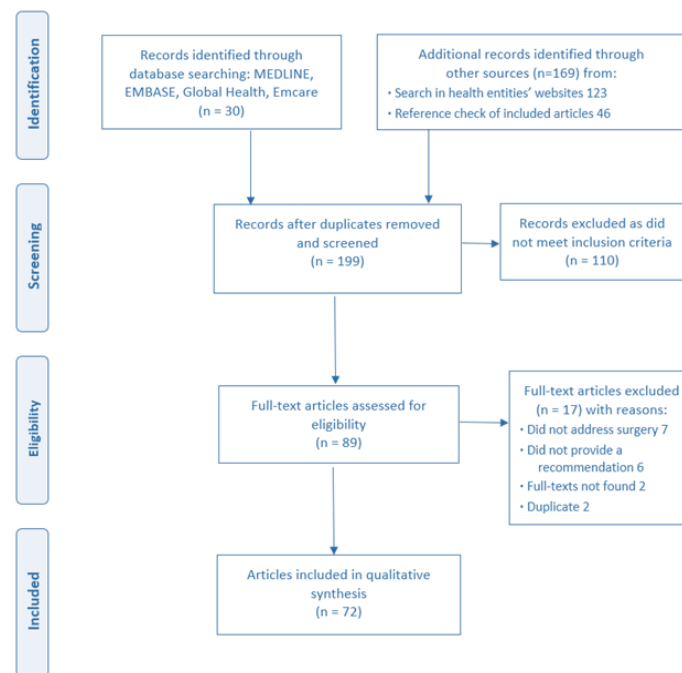 Identification
Records identified through
database searching: MEDLINE,
EMBASE, Global Health, Emcare
(n = 30)
Additional records identified through
other sources (n=169) from:
• Search in health entities' websites 123
• Reference check of included articles 46
Screening
Records after duplicates removed
and screened
(n = 199)
Records excluded as did
not meet inclusion criteria
(n = 110)
Eligibility
Full-text articles assessed for
eligibility
(n = 89)
Full-text articles excluded
(n = 17) with reasons:
• Did not address surgery 7
• Did not provide a
recommendation 6
• Full-texts not found 2
• Duplicate 2
Included
Articles included in qualitative
synthesis
(n = 72)